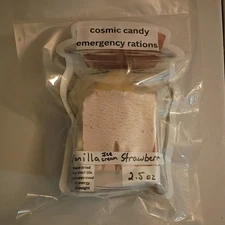 cosmic candy
emergency rations
Vanilla Ice cream Strawberry
2.5 oz